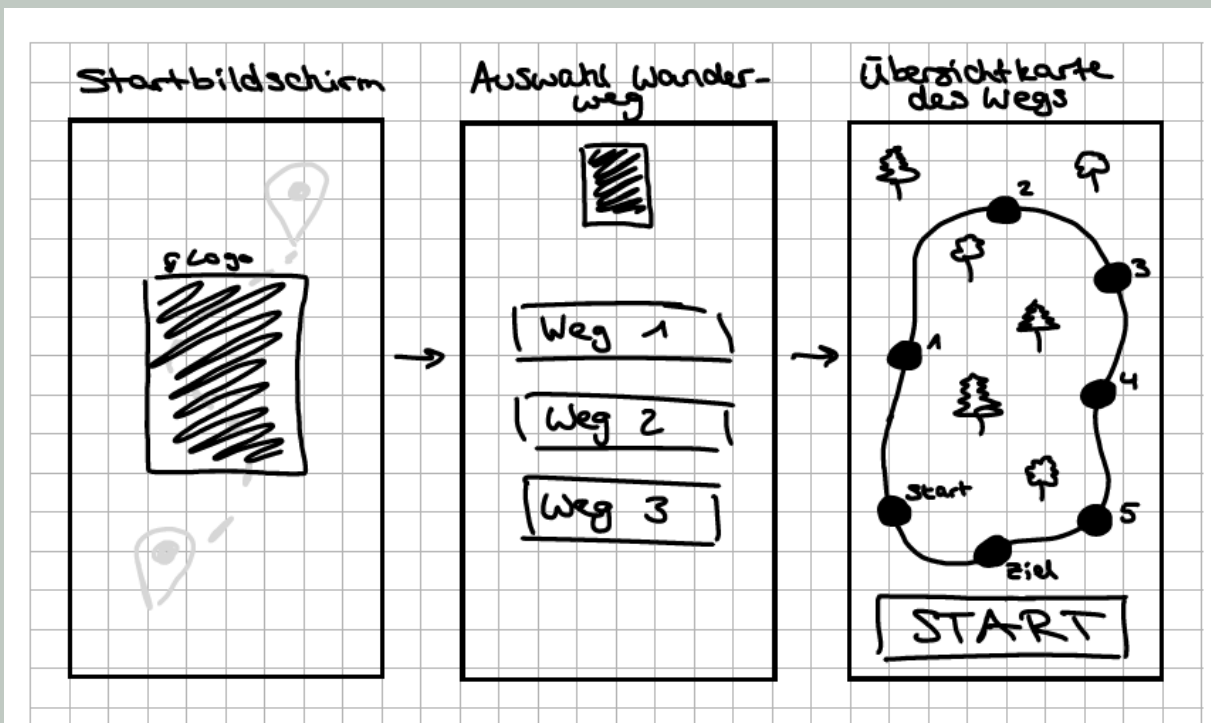 Startbildschirm
Auswahl Wander-
weg
Übersichtkarte
des Wegs
Logo
Weg 1
Weg 2
Weg 3
2
3
1
4
Start
5
Ziel
START